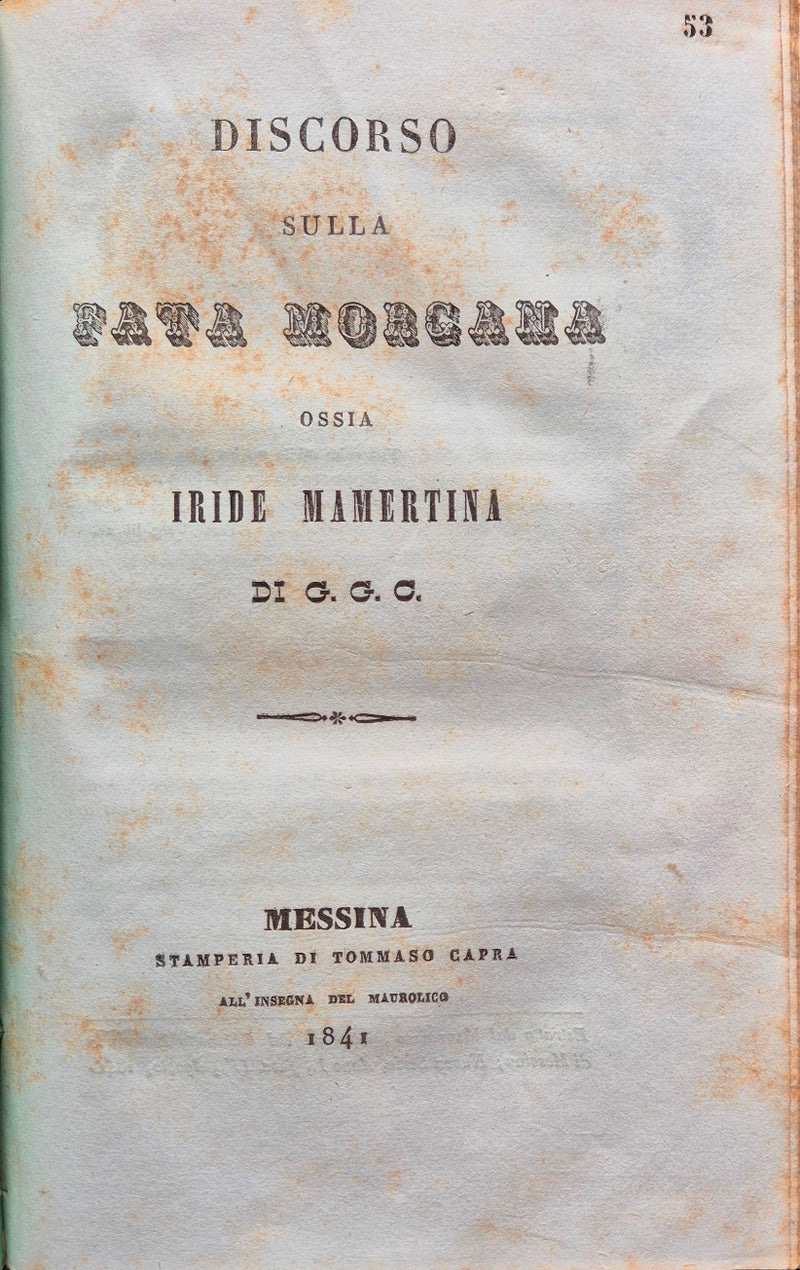 53
DISCORSO
SULLA
FATA MORGANA
OSSIA
IRIDE MAMERTINA
DI G. G. C.
MESSINA
STAMPERIA DI TOMMASO CAPRA
ALL' INSEGNA DEL MAUROLICO
1841